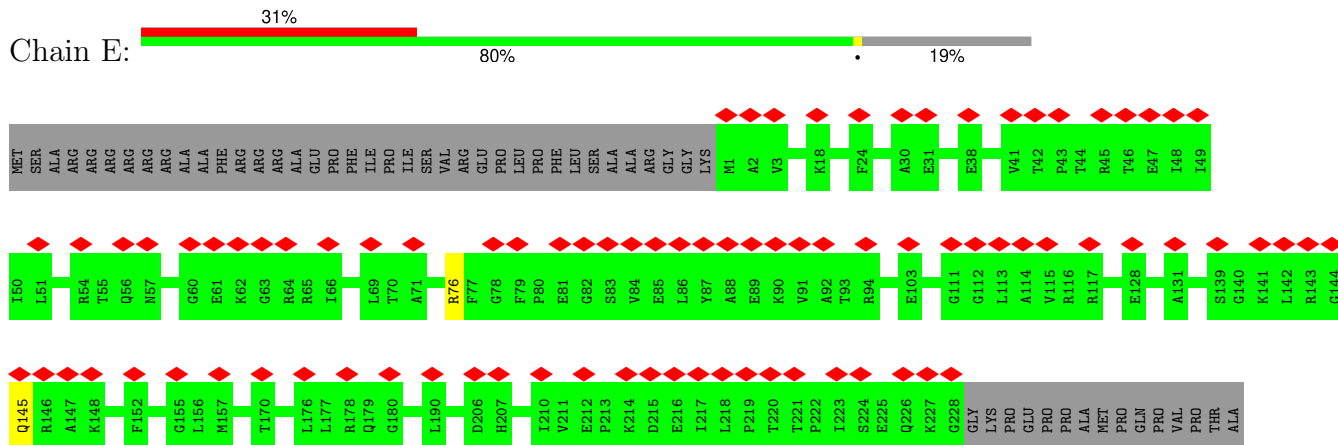 31%
Chain E:
80% • 19%
MET SER ALA ARG ARG ARG ARG ARG ARG ALA ALA PHE ARG ARG ARG ALA GLU PRO PHE ILE PRO ILE SER VAL ARG GLU PRO LEU PRO PHE LEU SER ALA ALA ARG GLY GLY LYS M1 A2 V3 K18 F24 A30 E31 E38 V41 T42 P43 T44 R45 T46 E47 I48 I49
I50 L51 R54 T55 Q56 N57 G60 E61 K62 G63 R64 R65 I66 L69 T70 A71 R76 F77 G78 F79 P80 E81 G82 S83 V84 E85 L86 Y87 A88 E89 K90 V91 A92 T93 R94 E103 G111 G112 L113 A114 V115 R116 R117 E128 A131 S139 G140 K141 L142 R143 G144
Q145 R146 A147 K148 F152 G155 L156 M157 T170 L176 L177 R178 Q179 G180 L190 D206 H207 I210 V211 E212 P213 K214 D215 E216 I217 L218 P219 T220 T221 P222 I223 S224 E225 Q226 K227 G228 GLY LYS PRO GLU PRO PRO ALA MET PRO GLN PRO VAL PRO THR ALA